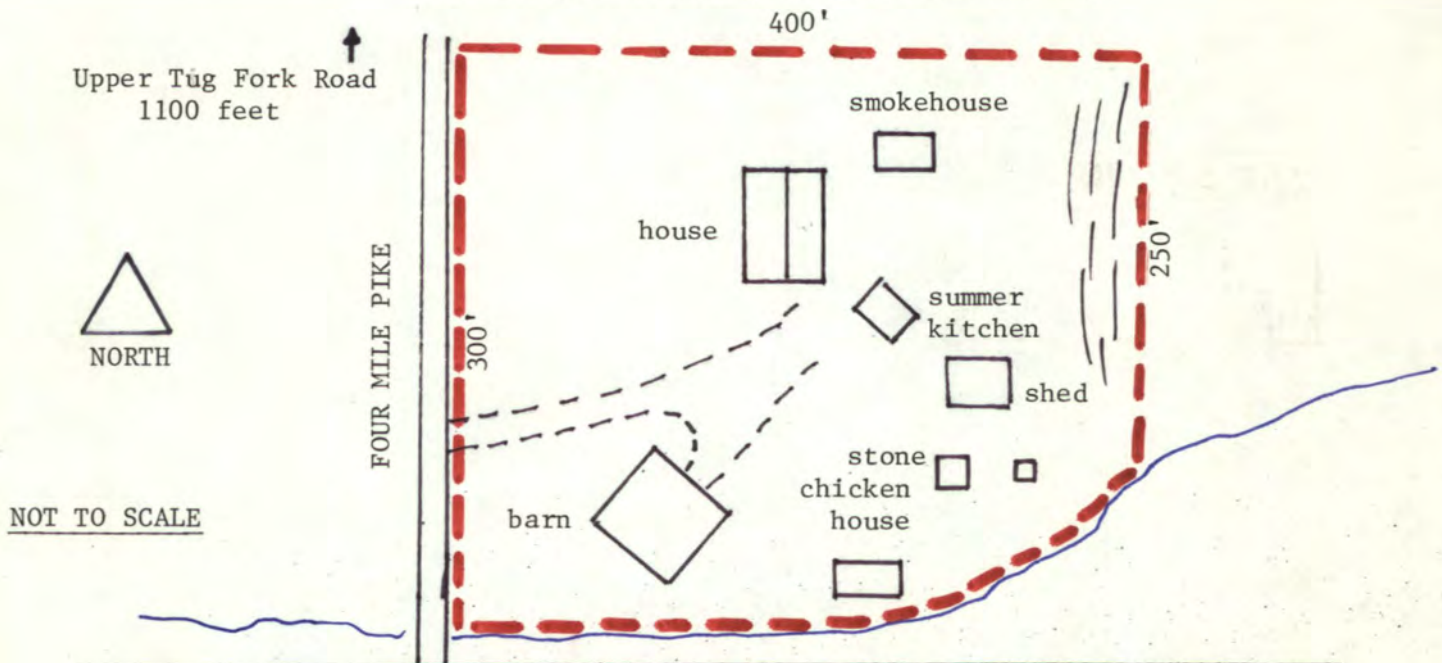 400'
Upper Tug Fork Road
1100 feet
smokehouse
house
250'
NORTH
FOUR MILE PIKE
300'
summer
kitchen
shed
stone
chicken
house
barn
NOT TO SCALE